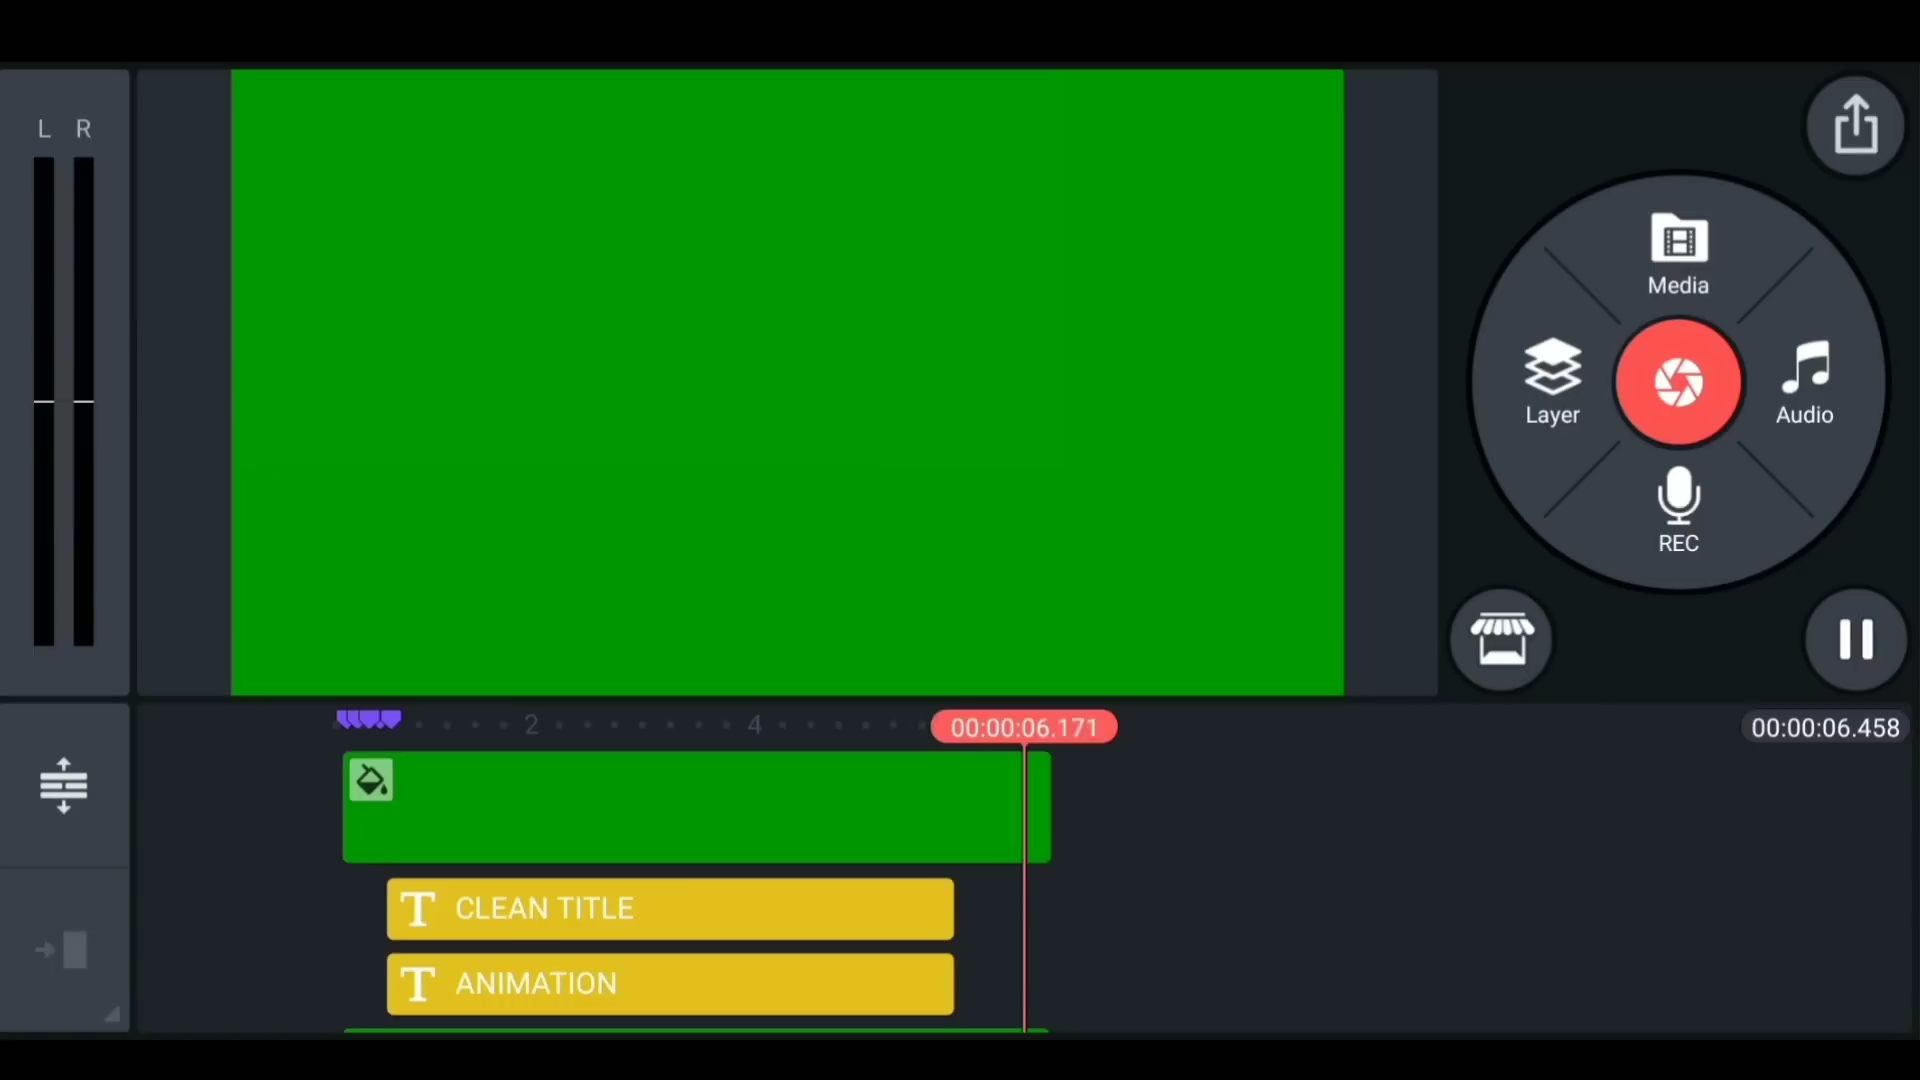 L R
Media
Layer
Audio
REC
2
4
00:00:06.171
00:00:06.458
T CLEAN TITLE
T ANIMATION